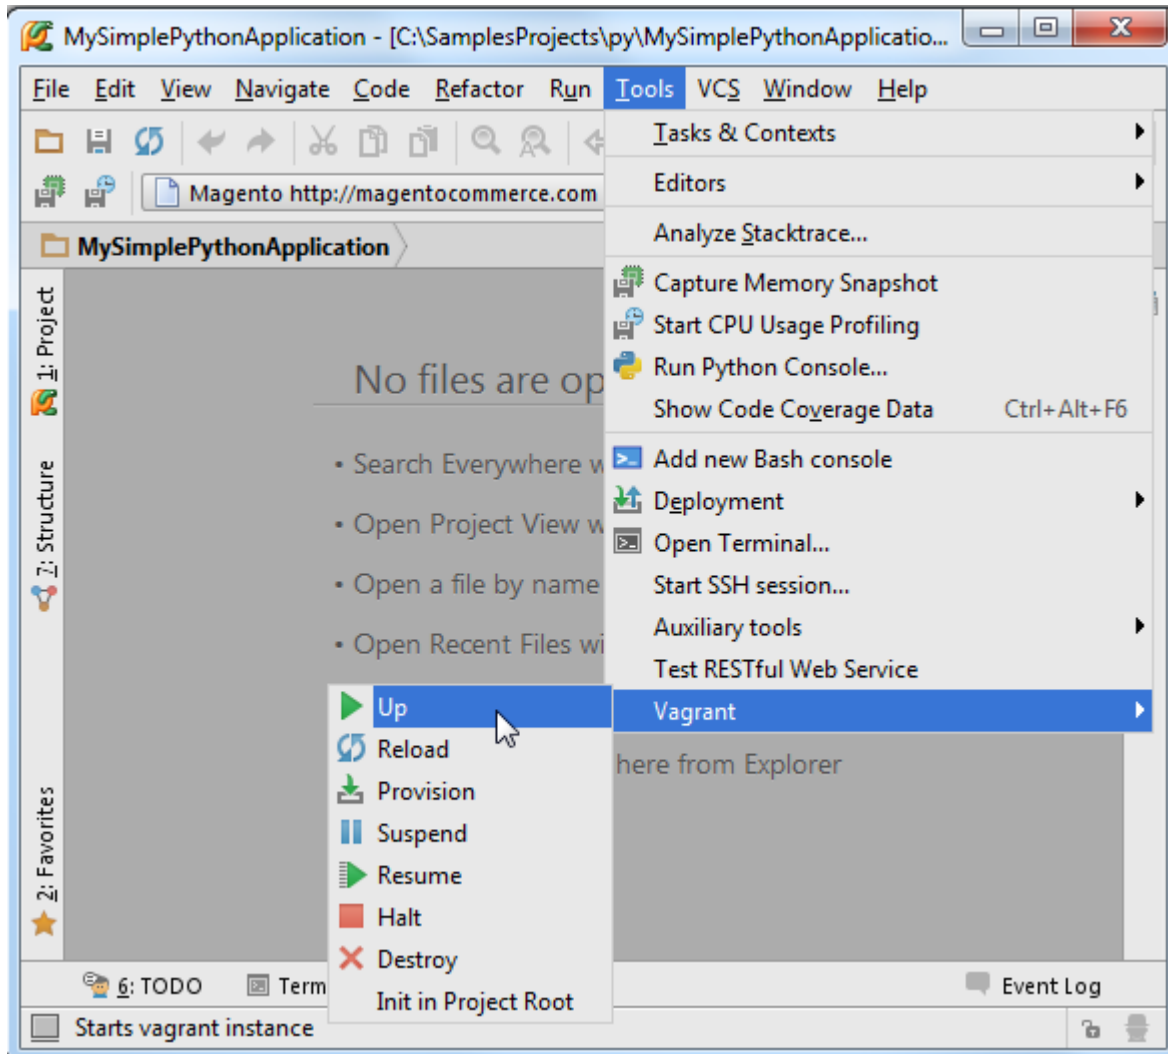 MySimplePythonApplication - [C:\SamplesProjects\py\MySimplePythonApplicatio...
File Edit View Navigate Code Refactor Run Tools VCS Window Help
Magento http://magentocommerce.com
MySimplePythonApplication
Tasks & Contexts
Editors
Analyze Stacktrace...
Capture Memory Snapshot
Start CPU Usage Profiling
Run Python Console...
Show Code Coverage Data Ctrl+Alt+F6
Add new Bash console
Deployment
Open Terminal...
Start SSH session...
Auxiliary tools
Test RESTful Web Service
Vagrant
1: Project
7: Structure
2: Favorites
No files are op
• Search Everywhere w
• Open Project View w
• Open a file by name
• Open Recent Files wi
here from Explorer
Up
Reload
Provision
Suspend
Resume
Halt
Destroy
Init in Project Root
6: TODO Term Event Log
Starts vagrant instance